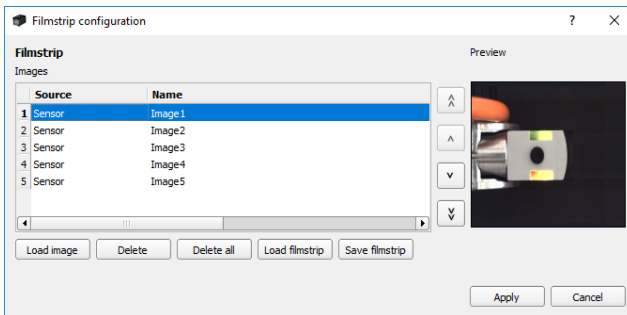 Filmstrip configuration
?
Filmstrip
Preview
Images
Source Name
1 Sensor Image1
2 Sensor Image2
3 Sensor Image3
4 Sensor Image4
5 Sensor Image5
Load image Delete Delete all Load filmstrip Save filmstrip
Apply Cancel